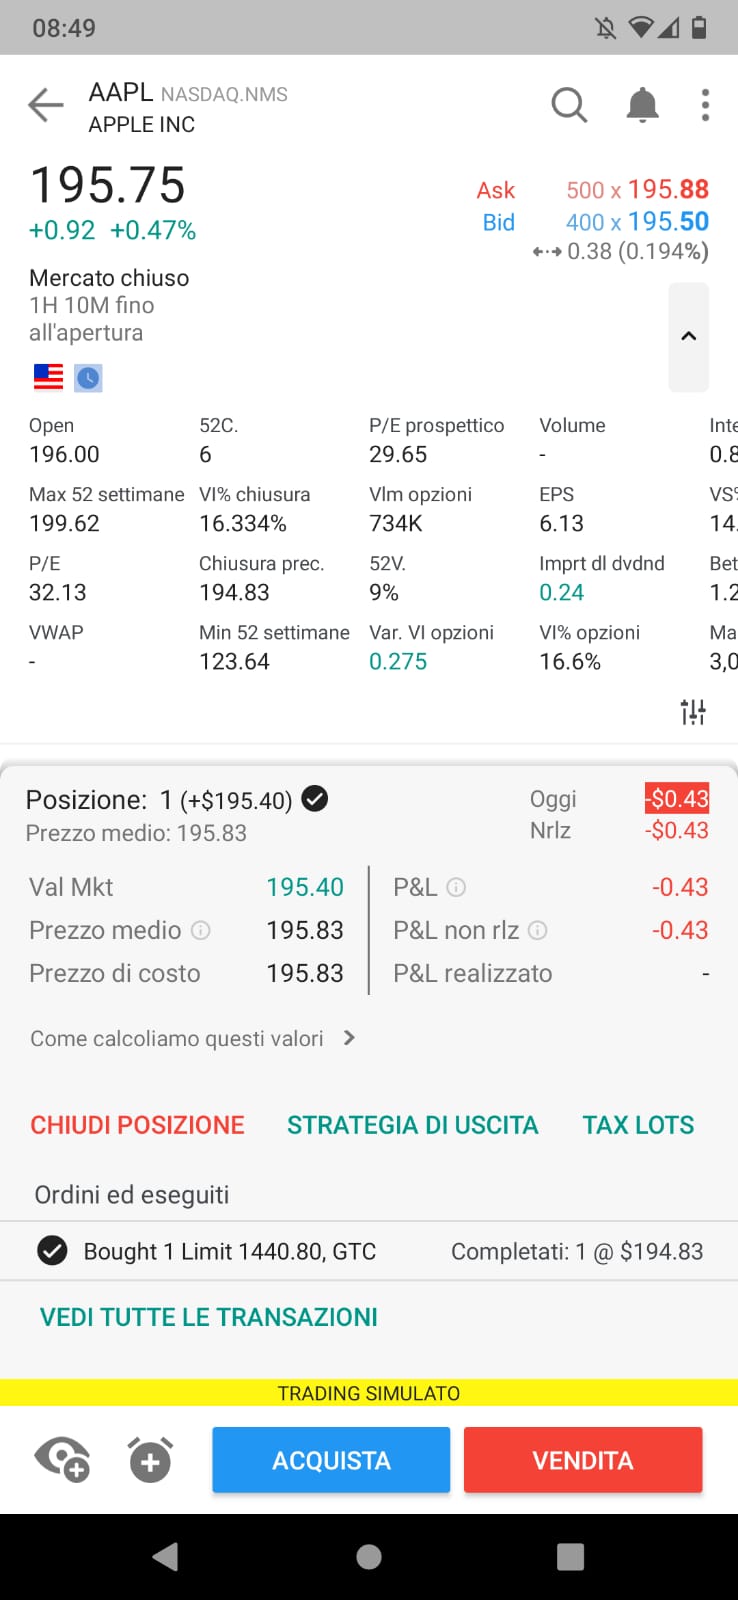 08:49
AAPL NASDAQ.NMS
APPLE INC
195.75
+0.92 +0.47%
Ask 500 x 195.88
Bid 400 x 195.50
0.38 (0.194%)
Mercato chiuso
1H 10M fino
all'apertura
Open 52C. P/E prospettico Volume Inte
196.00 6 29.65 - 0.8
Max 52 settimane VI% chiusura Vlm opzioni EPS VS%
199.62 16.334% 734K 6.13 14.
P/E Chiusura prec. 52V. Imprt dl dvdnd Bet
32.13 194.83 9% 0.24 1.2
VWAP Min 52 settimane Var. VI opzioni VI% opzioni Ma
- 123.64 0.275 16.6% 3,0
Posizione: 1 (+$195.40) Oggi -$0.43
Prezzo medio: 195.83 Nrlz -$0.43
Val Mkt 195.40 P&L -0.43
Prezzo medio 195.83 P&L non rlz -0.43
Prezzo di costo 195.83 P&L realizzato -
Come calcoliamo questi valori
CHIUDI POSIZIONE STRATEGIA DI USCITA TAX LOTS
Ordini ed eseguiti
Bought 1 Limit 1440.80, GTC Completati: 1 @ $194.83
VEDI TUTTE LE TRANSAZIONI
TRADING SIMULATO
ACQUISTA VENDITA